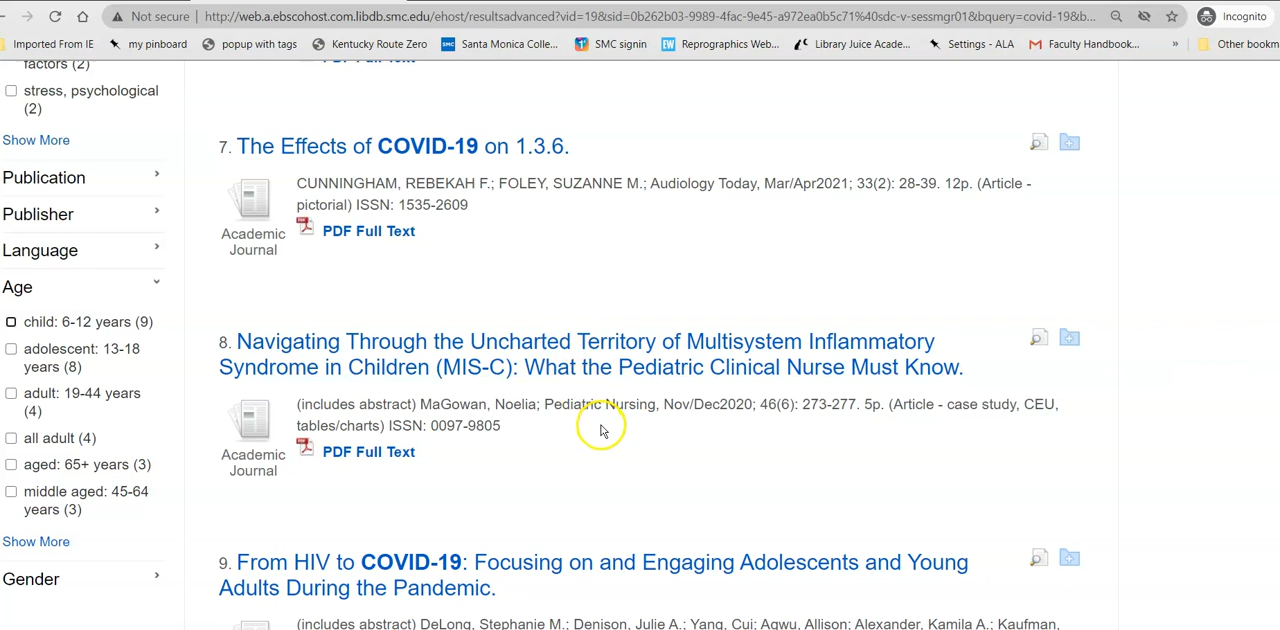 Not secure
http://web.a.ebscohost.com.libdb.smc.edu/ehost/resultsadvanced?vid=19&sid=0b262b03-9989-4fac-9e45-a972ea0b5c71%40sdc-v-sessmgr01&bquery=covid-19&b...
Incognito
Imported From IE
my pinboard
popup with tags
Kentucky Route Zero
SMC
Santa Monica Colle...
SMC signin
EW
Reprographics Web...
Library Juice Acade...
Settings - ALA
Faculty Handbook...
»
Other bookm
factors (2)
stress, psychological
(2)
Show More
Publication
Publisher
Language
Age
child: 6-12 years (9)
adolescent: 13-18
years (8)
adult: 19-44 years
(4)
all adult (4)
aged: 65+ years (3)
middle aged: 45-64
years (3)
Show More
Gender
PDF Full Text
7. The Effects of COVID-19 on 1.3.6.
CUNNINGHAM, REBEKAH F.; FOLEY, SUZANNE M.; Audiology Today, Mar/Apr2021; 33(2): 28-39. 12p. (Article -
pictorial) ISSN: 1535-2609
PDF Full Text
Academic
Journal
8. Navigating Through the Uncharted Territory of Multisystem Inflammatory
Syndrome in Children (MIS-C): What the Pediatric Clinical Nurse Must Know.
(includes abstract) MaGowan, Noelia; Pediatric Nursing, Nov/Dec2020; 46(6): 273-277. 5p. (Article - case study, CEU,
tables/charts) ISSN: 0097-9805
PDF Full Text
Academic
Journal
9. From HIV to COVID-19: Focusing on and Engaging Adolescents and Young
Adults During the Pandemic.
(includes abstract) DeLong, Stephanie M.; Denison, Julie A.; Yang, Cui; Agwu, Allison; Alexander, Kamila A.; Kaufman,